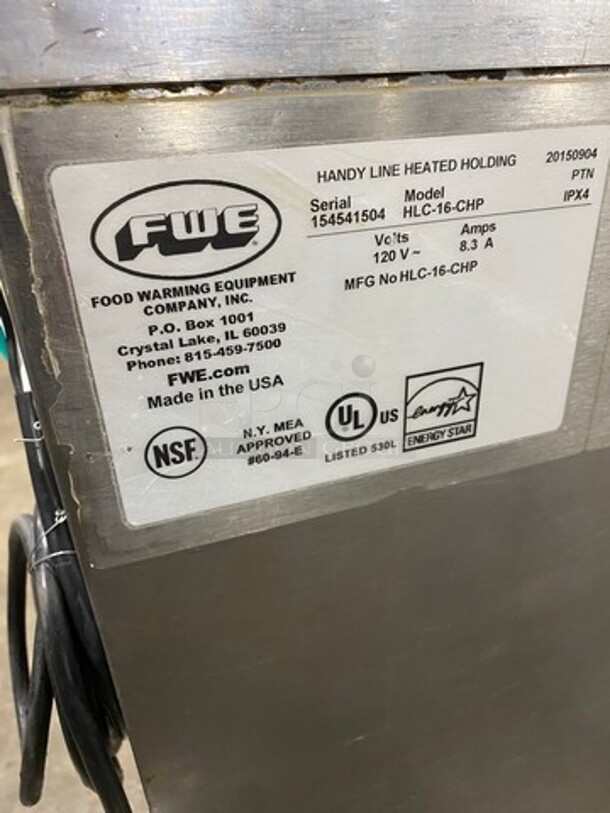 FWE
FOOD WARMING EQUIPMENT
COMPANY, INC.
P.O. Box 1001
Crystal Lake, IL 60039
Phone: 815-459-7500
FWE.com
Made in the USA
HANDY LINE HEATED HOLDING 20150904
PTN
Serial Model IPX4
154541504 HLC-16-CHP
Volts Amps
120 V ~ 8.3 A
MFG No HLC-16-CHP
NSF
N.Y. MEA
APPROVED
#60-94-E
UL US
LISTED 530L
energy
ENERGY STAR